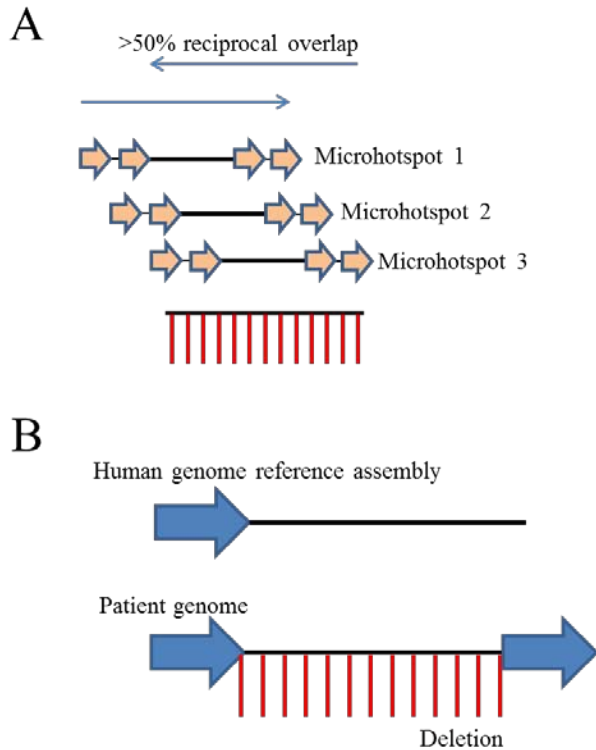 A
>50% reciprocal overlap
Microhotspot 1
Microhotspot 2
Microhotspot 3
B
Human genome reference assembly
Patient genome
Deletion